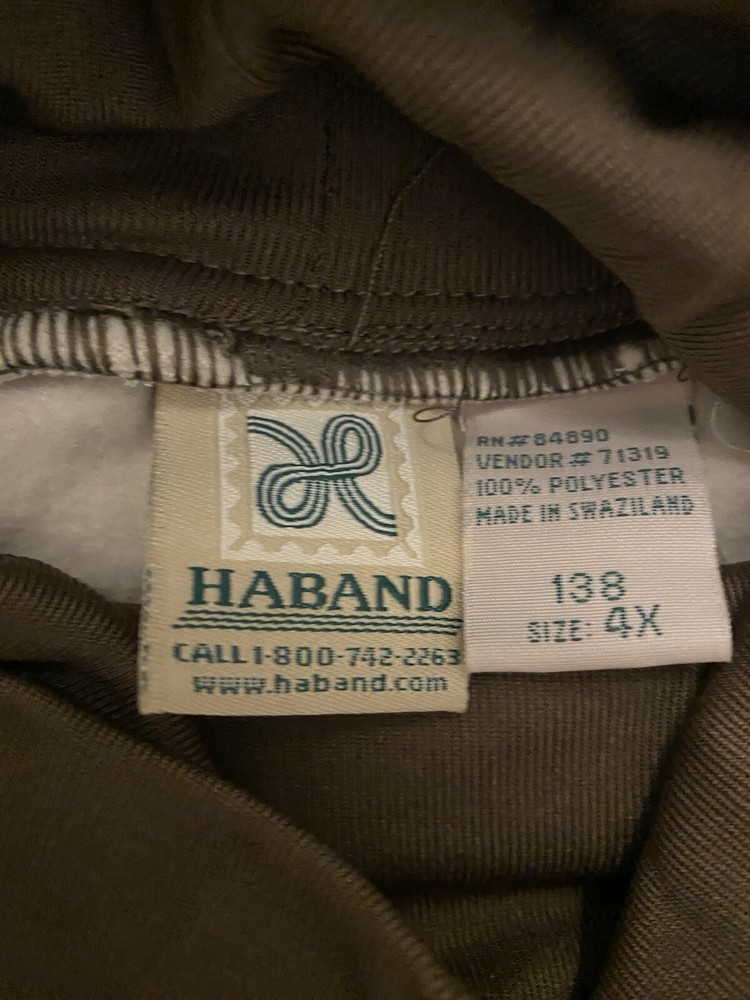 HABAND
CALL 1-800-742-2263
www.haband.com
RN#84890
VENDOR # 71319
100% POLYESTER
MADE IN SWAZILAND
138
SIZE: 4X